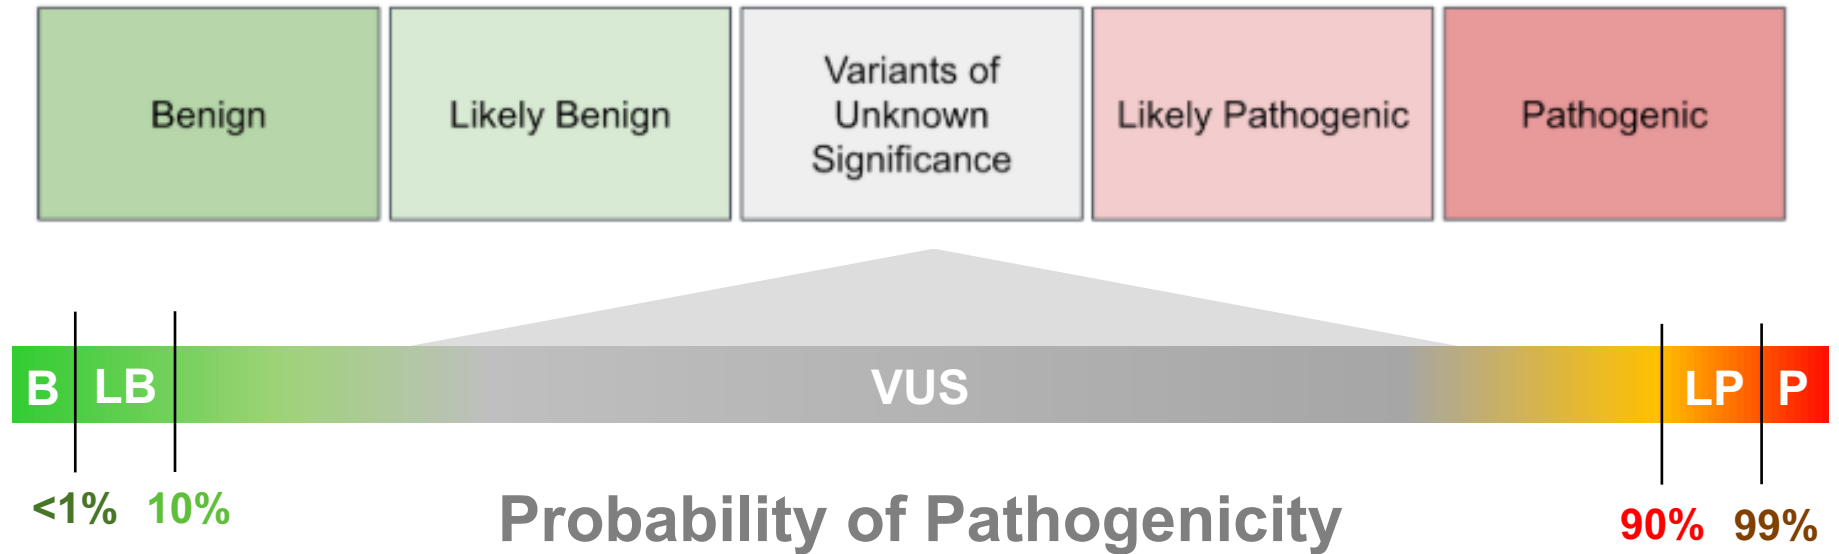 Benign
Likely Benign
Variants of
Unknown
Significance
Likely Pathogenic
Pathogenic
B
LB
VUS
LP
P
<1%
10%
Probability of Pathogenicity
90%
99%